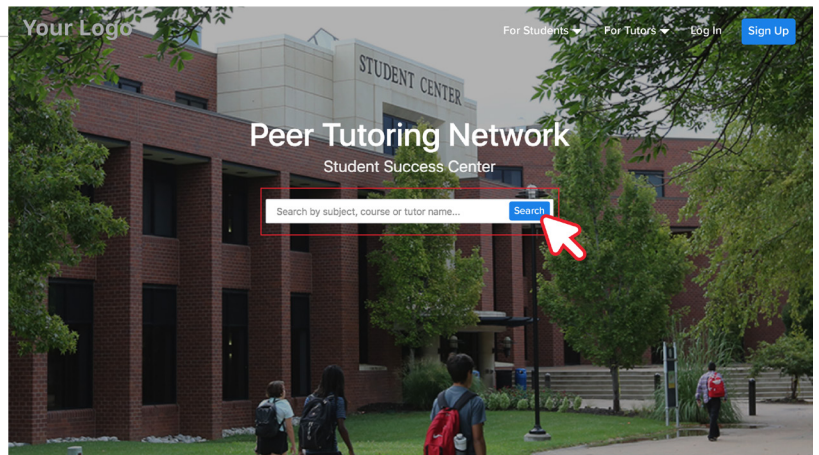 Your Logo
For Students
For Tutors
Log In
Sign Up
STUDENT CENTER
Peer Tutoring Network
Student Success Center
Search by subject, course or tutor name...
Search